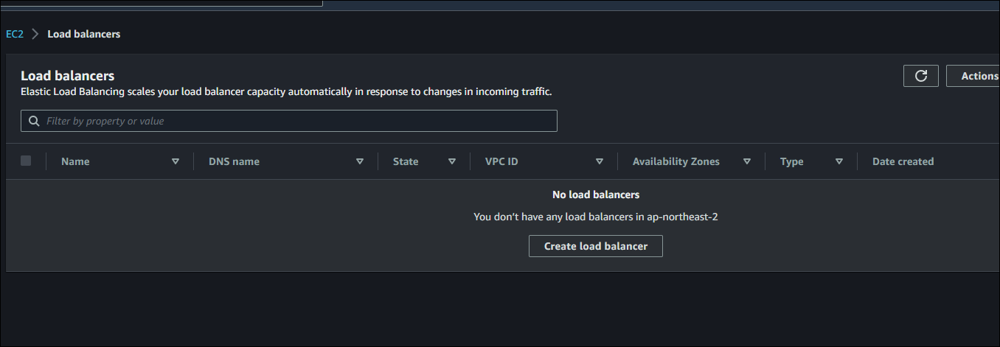 EC2 Load balancers
Load balancers
Actions
Elastic Load Balancing scales your load balancer capacity automatically in response to changes in incoming traffic.
Filter by property or value
Name DNS name State VPC ID Availability Zones Type Date created
No load balancers
You don’t have any load balancers in ap-northeast-2
Create load balancer